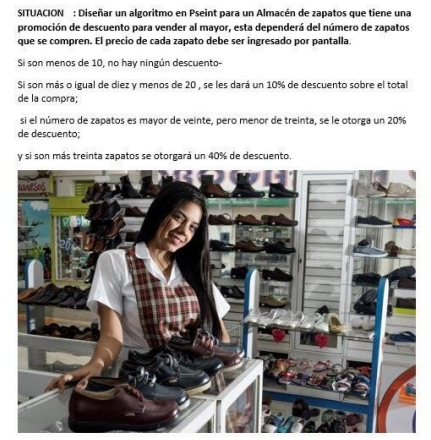 SITUACION : Diseñar un algoritmo en Pseint para un Almacén de zapatos que tiene una
promoción de descuento para vender al mayor, esta dependerá del número de zapatos
que se compren. El precio de cada zapato debe ser ingresado por pantalla.
Si son menos de 10, no hay ningún descuento-
Si son más o igual de diez y menos de 20 , se les dará un 10% de descuento sobre el total
de la compra;
si el número de zapatos es mayor de veinte, pero menor de treinta, se le otorga un 20%
de descuento;
y si son más treinta zapatos se otorgará un 40% de descuento.